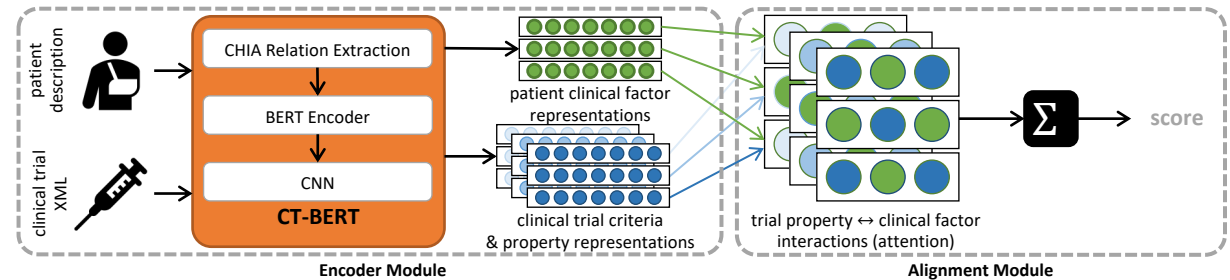 patient
description
clinical trial
XML
CHIA Relation Extraction
BERT Encoder
CNN
CT-BERT
patient clinical factor
representations
clinical trial criteria
& property representations
Encoder Module
trial property ↔ clinical factor
interactions (attention)
Σ
score
Alignment Module